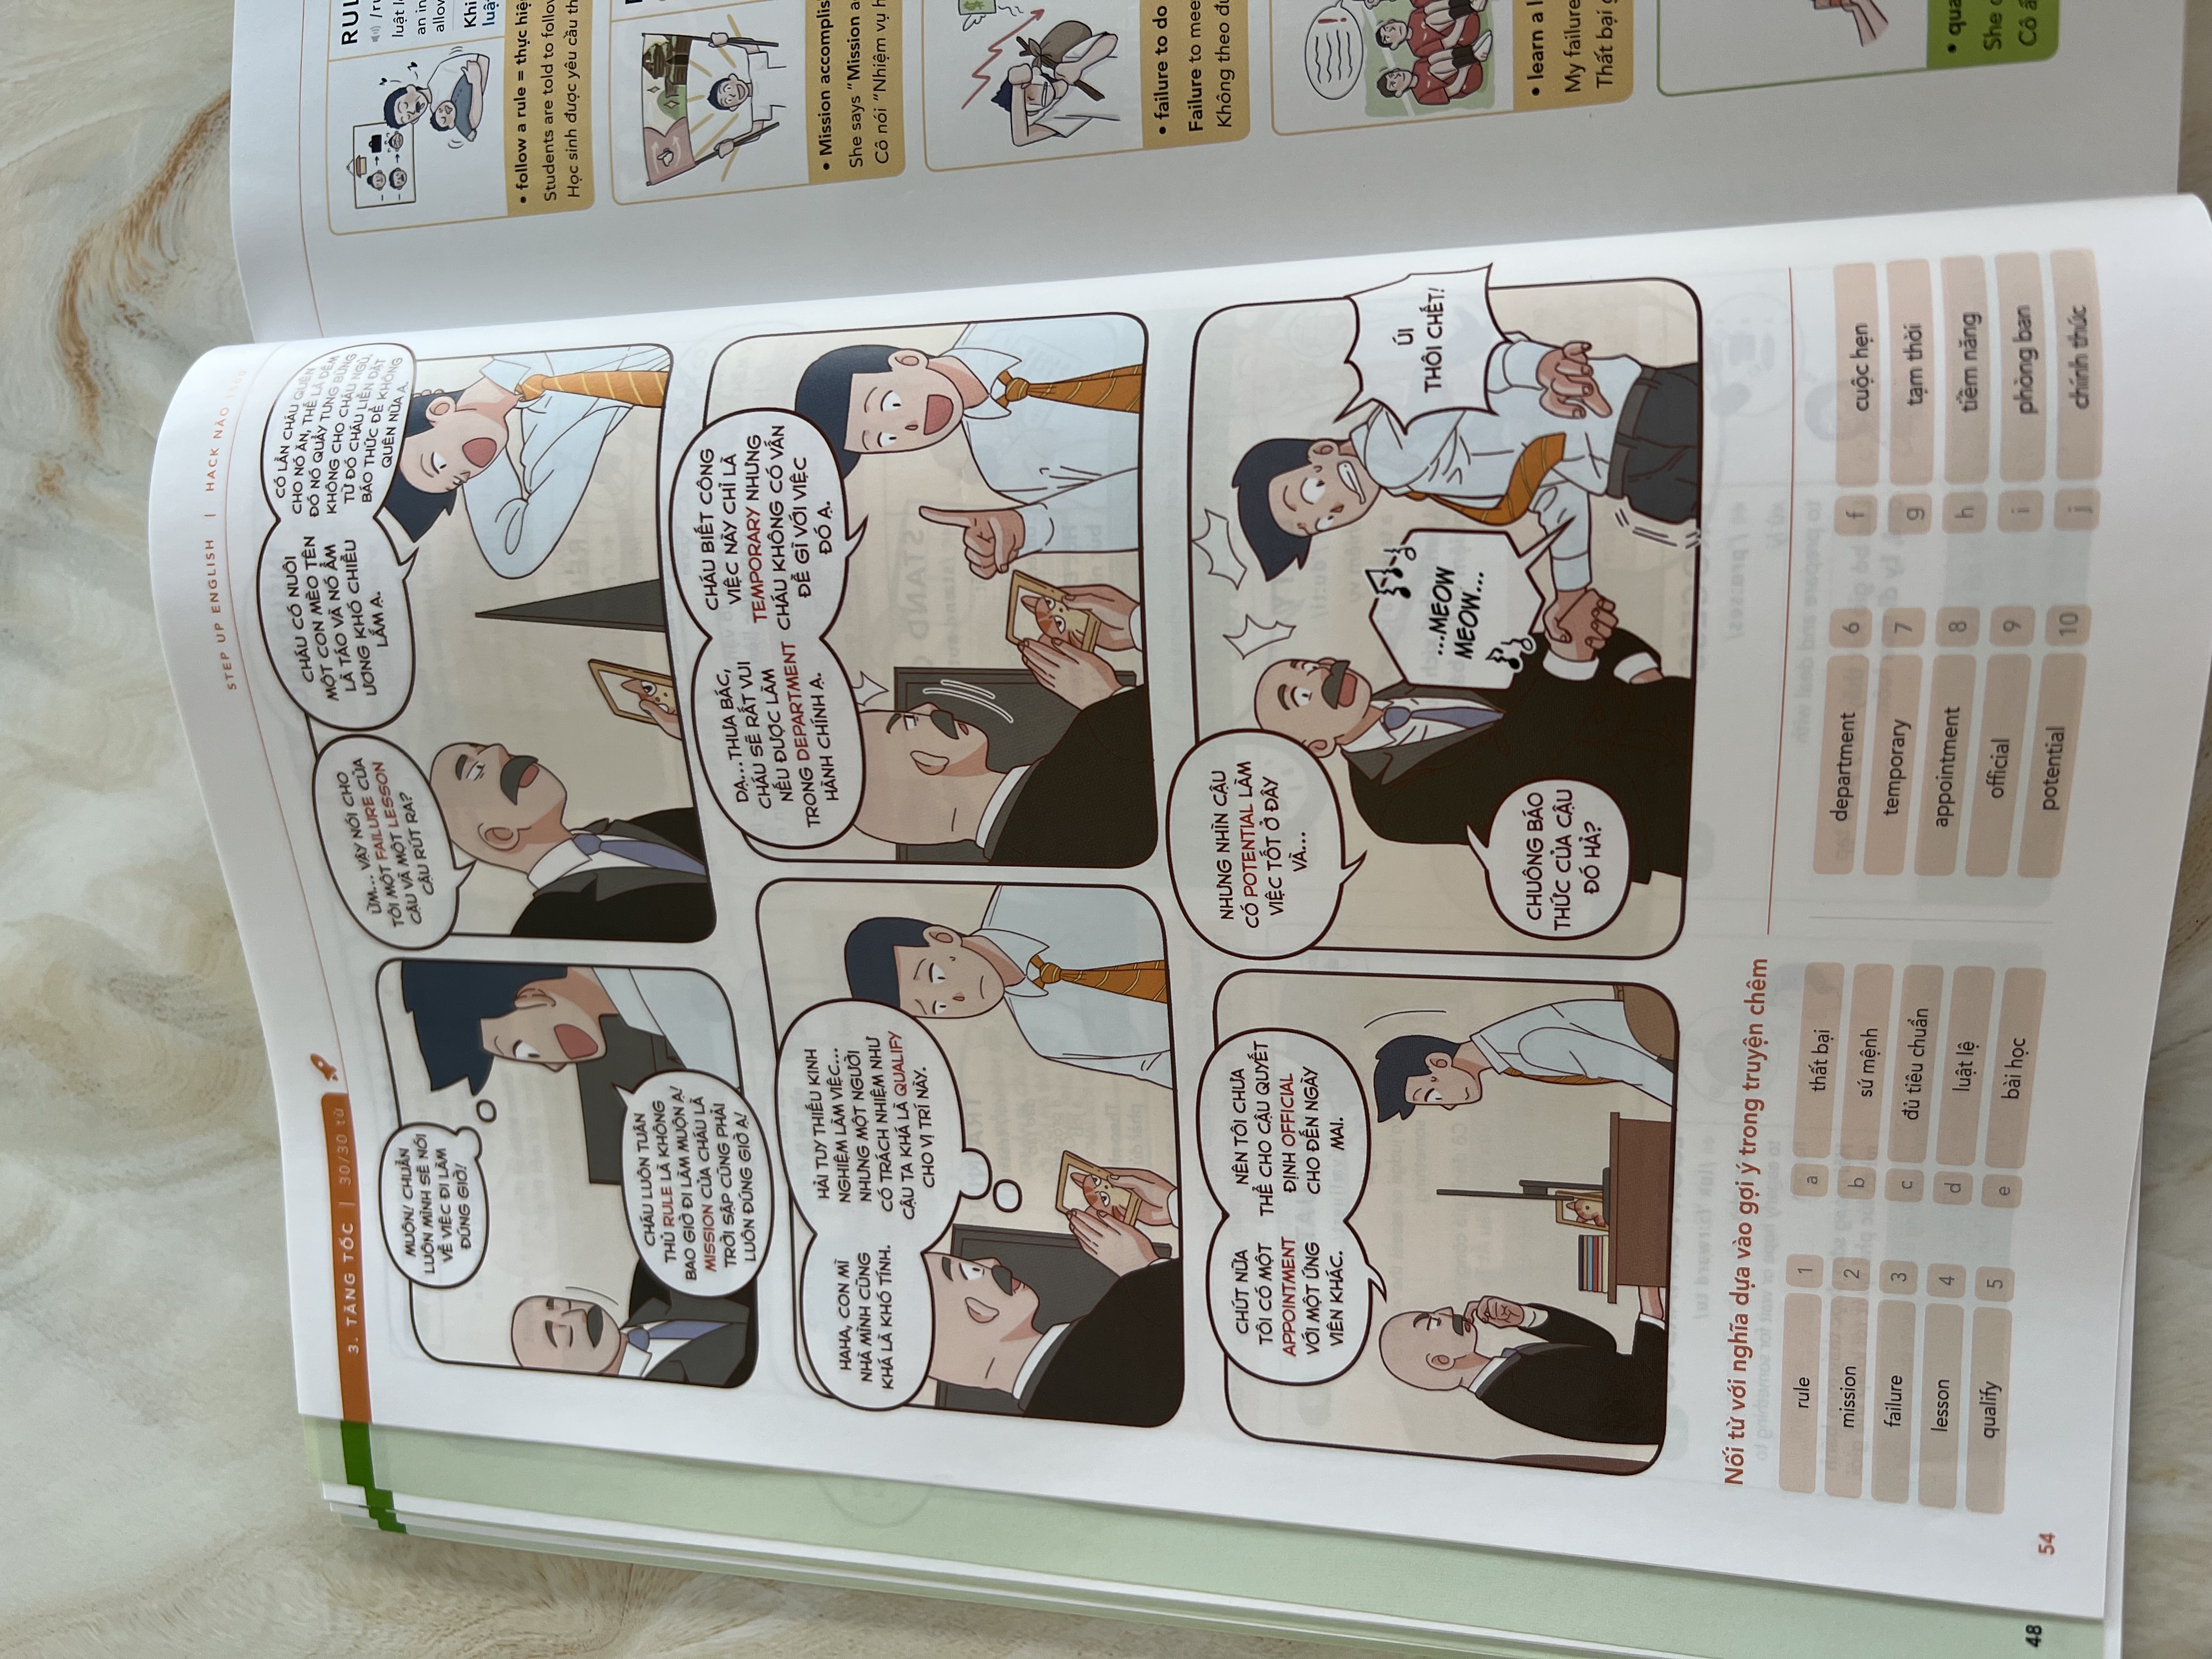 STEP UP ENGLISH | HACK NÃO
3. TĂNG TỐC | 30/30 từ
MUỘN! CHUẨN
LUÔN MÌNH SẼ NÓI
VỀ VIỆC ĐI LÀM
ĐÚNG GIỜ!
CHÁU LUÔN TUÂN
THỦ RULE LÀ KHÔNG
BAO GIỜ ĐI LÀM MUỘN Ạ!
MISSION CỦA CHÁU LÀ
TRỜI SẬP CŨNG PHẢI
LUÔN ĐÚNG GIỜ Ạ!
ỪM... VẬY NÓI CHO
TÔI MỘT FAILURE CỦA
CẬU VÀ MỘT LESSON
CẬU RÚT RA?
CHÁU CÓ NUÔI
MỘT CON MÈO TÊN
LÀ TÁO VÀ NÓ ẨM
ƯƠNG KHÓ CHIỀU
LẮM Ạ.
CÓ LẦN CHÁU QUÊN
CHO NÓ ĂN, THẾ LÀ ĐÊM
ĐÓ NÓ QUẨY TƯNG BỪNG
KHÔNG CHO CHÁU NGỦ.
TỪ ĐÓ CHÁU LIỀN ĐẶT
BÁO THỨC ĐỂ KHÔNG
QUÊN NỮA Ạ.
HAHA, CON MÌ
NHÀ MÌNH CŨNG
KHÁ LÀ KHÓ TÍNH.
HẢI TUY THIẾU KINH
NGHIỆM LÀM VIỆC...
NHƯNG MỘT NGƯỜI
CÓ TRÁCH NHIỆM NHƯ
CẬU TA KHÁ LÀ QUALIFY
CHO VỊ TRÍ NÀY.
DẠ...THƯA BÁC,
CHÁU SẼ RẤT VUI
NẾU ĐƯỢC LÀM
TRONG DEPARTMENT
HÀNH CHÍNH Ạ.
CHÁU BIẾT CÔNG
VIỆC NÀY CHỈ LÀ
TEMPORARY NHƯNG
CHÁU KHÔNG CÓ VẤN
ĐỀ GÌ VỚI VIỆC
ĐÓ Ạ.
CHÚT NỮA
TÔI CÓ MỘT
APPOINTMENT
VỚI MỘT ỨNG
VIÊN KHÁC.
NÊN TÔI CHƯA
THỂ CHO CẬU QUYẾT
ĐỊNH OFFICIAL
CHO ĐẾN NGÀY
MAI.
NHƯNG NHÌN CẬU
CÓ POTENTIAL LÀM
VIỆC TỐT Ở ĐÂY
VÀ...
...MEOW
MEOW...
ÚI
THÔI CHẾT!
CHUÔNG BÁO
THỨC CỦA CẬU
ĐÓ HẢ?
Nối từ với nghĩa dựa vào gợi ý trong truyện chêm
rule 1 a thất bại
mission 2 b sứ mệnh
failure 3 c đủ tiêu chuẩn
lesson 4 d luật lệ
qualify 5 e bài học
department 6 f cuộc hẹn
temporary 7 g tạm thời
appointment 8 h tiềm năng
official 9 i phòng ban
potential 10 j chính thức
48
54
luật
an in
Khi
• follow a rule = thực
Students are told to
Học sinh được yêu cầu
• Mission
She says "Mission
Cô nói "Nhiệm vụ
• failure to do
Failure to
Không theo
• learn a
My failure
Thất bại
She